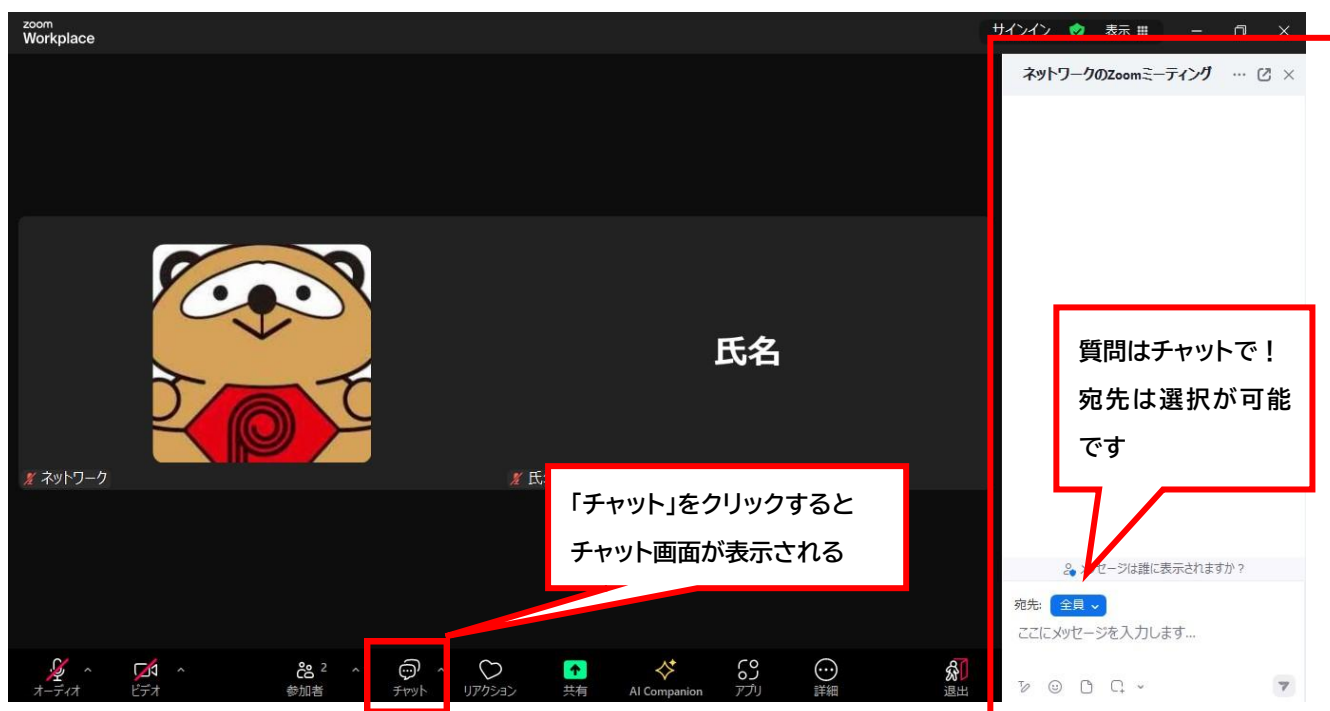 zoom
Workplace
サインイン 表示
ネットワークのZoomミーティング
氏名
質問はチャットで！
宛先は選択が可能
です
ネットワーク
氏
「チャット」をクリックすると
チャット画面が表示される
メッセージは誰に表示されますか？
宛先: 全員
ここにメッセージを入力します...
オーディオ ビデオ 参加者 2 チャット リアクション 共有 AI Companion アプリ 詳細 退出